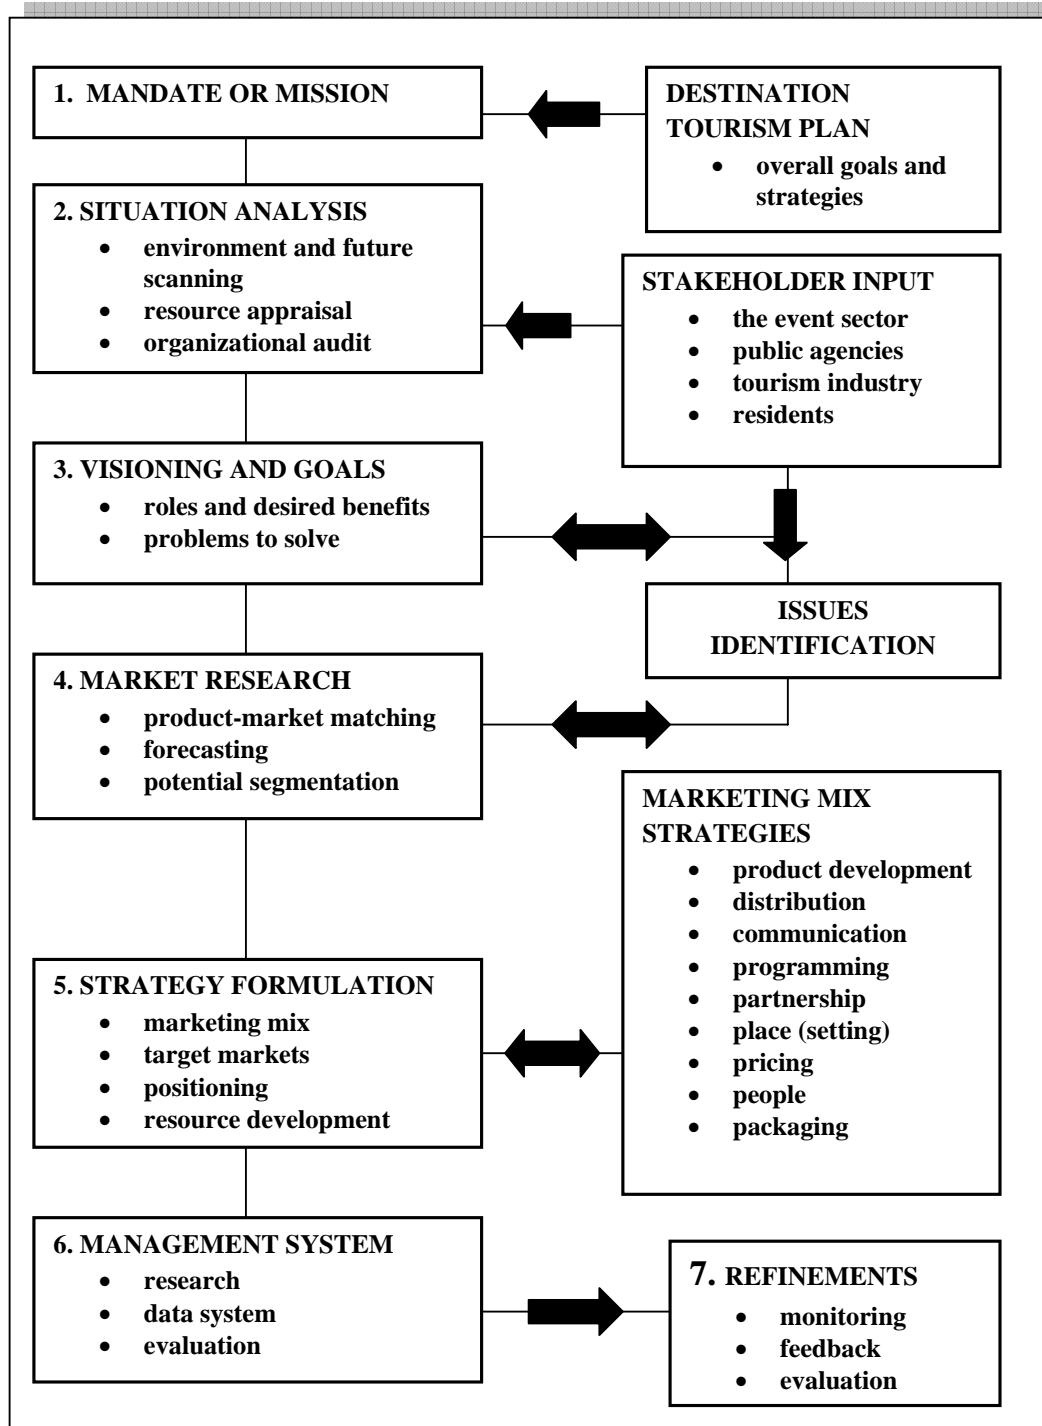 1. MANDATE OR MISSION
DESTINATION
TOURISM PLAN
• overall goals and
strategies
2. SITUATION ANALYSIS
• environment and future
scanning
• resource appraisal
• organizational audit
STAKEHOLDER INPUT
• the event sector
• public agencies
• tourism industry
• residents
3. VISIONING AND GOALS
• roles and desired benefits
• problems to solve
ISSUES
IDENTIFICATION
4. MARKET RESEARCH
• product-market matching
• forecasting
• potential segmentation
MARKETING MIX
STRATEGIES
• product development
• distribution
• communication
• programming
• partnership
• place (setting)
• pricing
• people
• packaging
5. STRATEGY FORMULATION
• marketing mix
• target markets
• positioning
• resource development
6. MANAGEMENT SYSTEM
• research
• data system
• evaluation
7. REFINEMENTS
• monitoring
• feedback
• evaluation